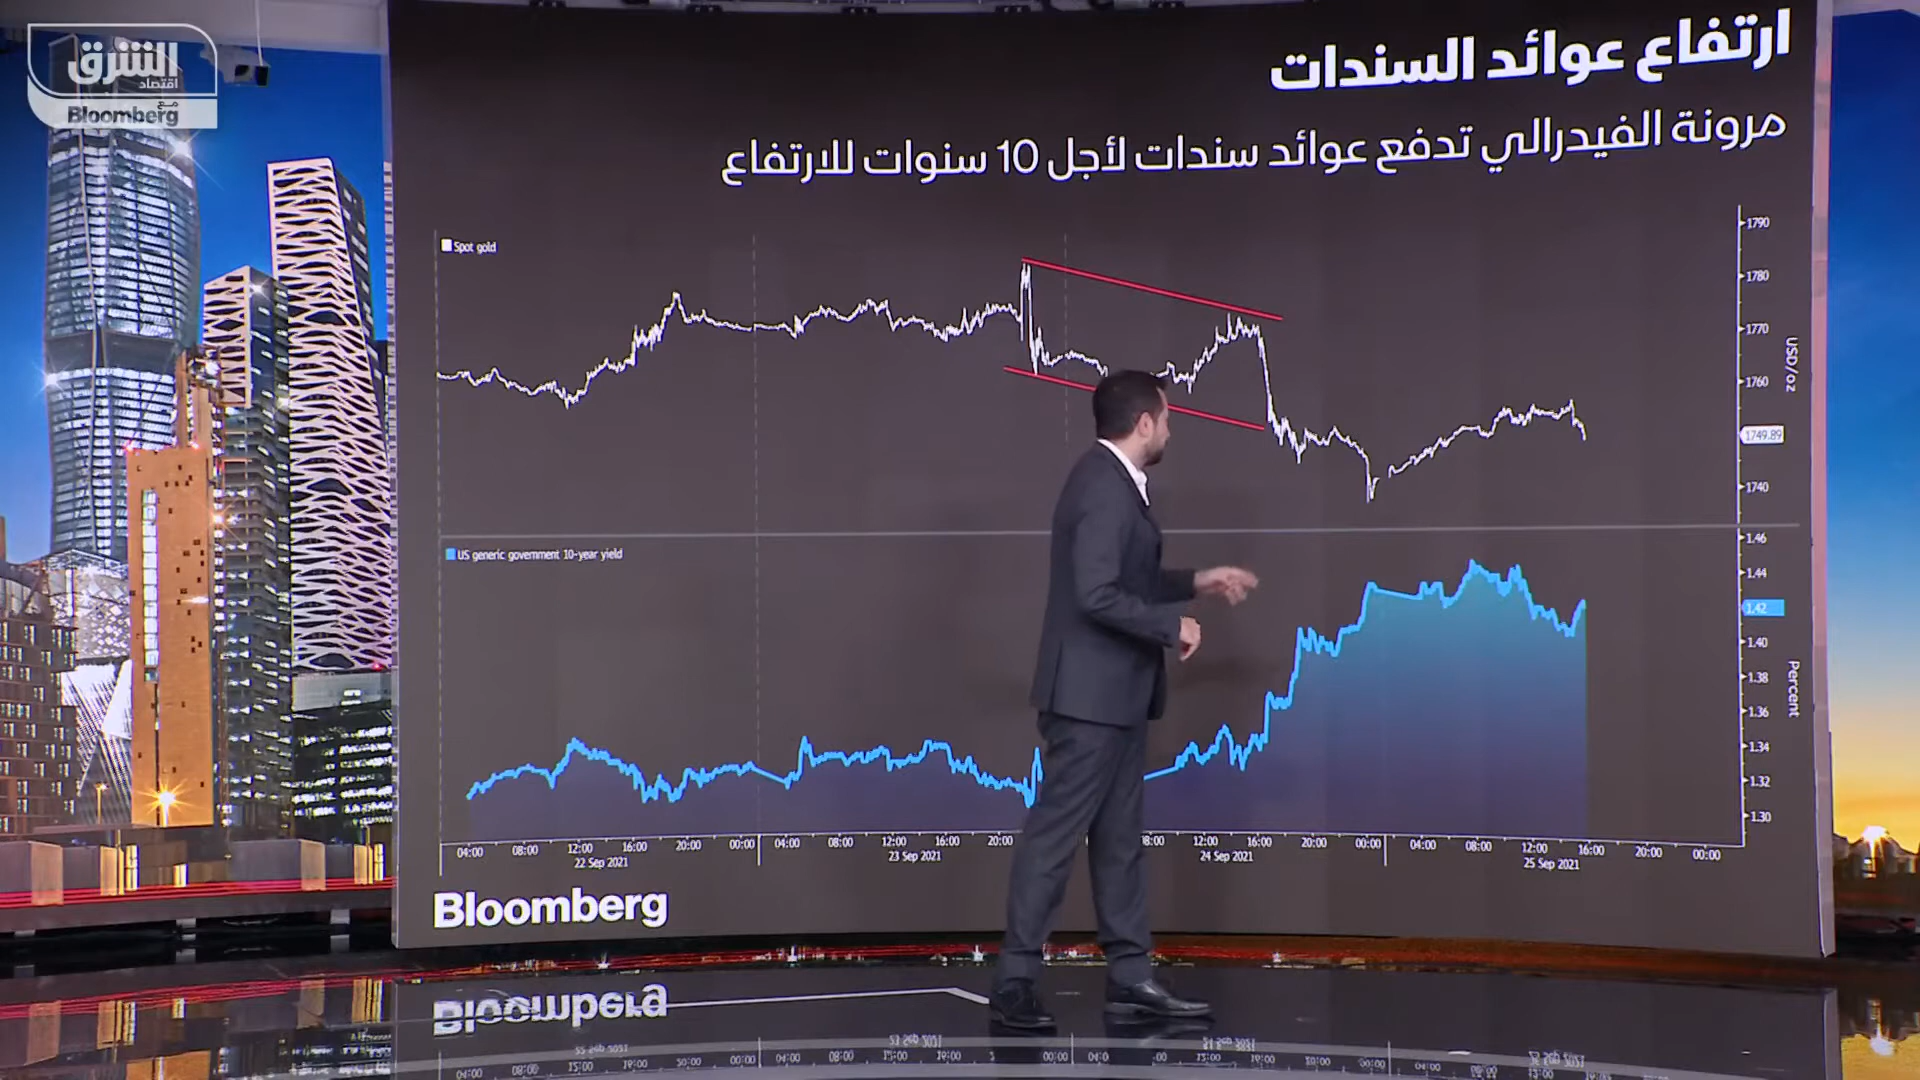 الشرق
اقتصاد
مع
Bloomberg
ارتفاع عوائد السندات
مرونة الفيدرالي تدفع عوائد سندات لأجل 10 سنوات للارتفاع
Spot gold
1790
1780
1770
1760
1749.89
1740
USD/oz
US generic government 10-year yield
1.46
1.44
1.42
1.40
1.38
1.36
1.34
1.32
1.30
Percent
04:00 08:00 12:00 16:00 20:00 00:00 04:00 08:00 12:00 16:00 20:00 08:00 12:00 16:00 20:00 00:00 04:00 08:00 12:00 16:00 20:00 00:00
22 Sep 2021 23 Sep 2021 24 Sep 2021 25 Sep 2021
Bloomberg